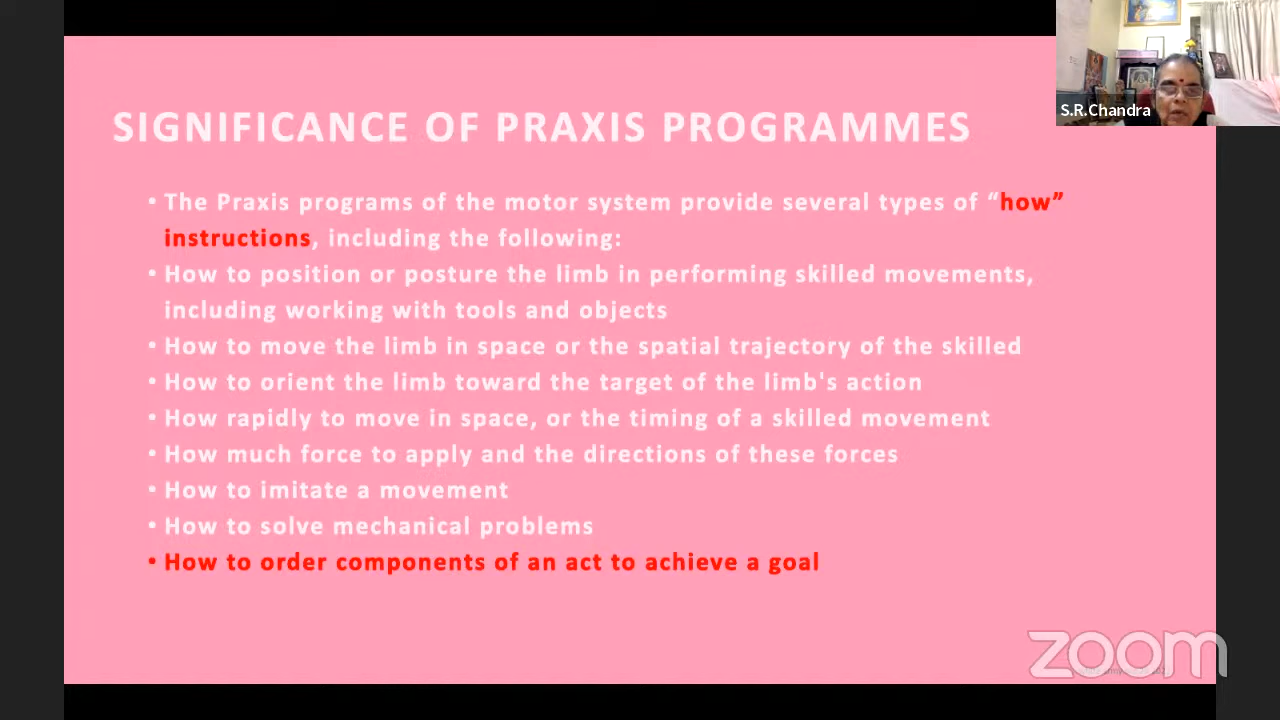 S.R.Chandra
SIGNIFICANCE OF PRAXIS PROGRAMMES
• The Praxis programs of the motor system provide several types of “how”
instructions, including the following:
• How to position or posture the limb in performing skilled movements,
including working with tools and objects
• How to move the limb in space or the spatial trajectory of the skilled
• How to orient the limb toward the target of the limb's action
• How rapidly to move in space, or the timing of a skilled movement
• How much force to apply and the directions of these forces
• How to imitate a movement
• How to solve mechanical problems
• How to order components of an act to achieve a goal
zoom